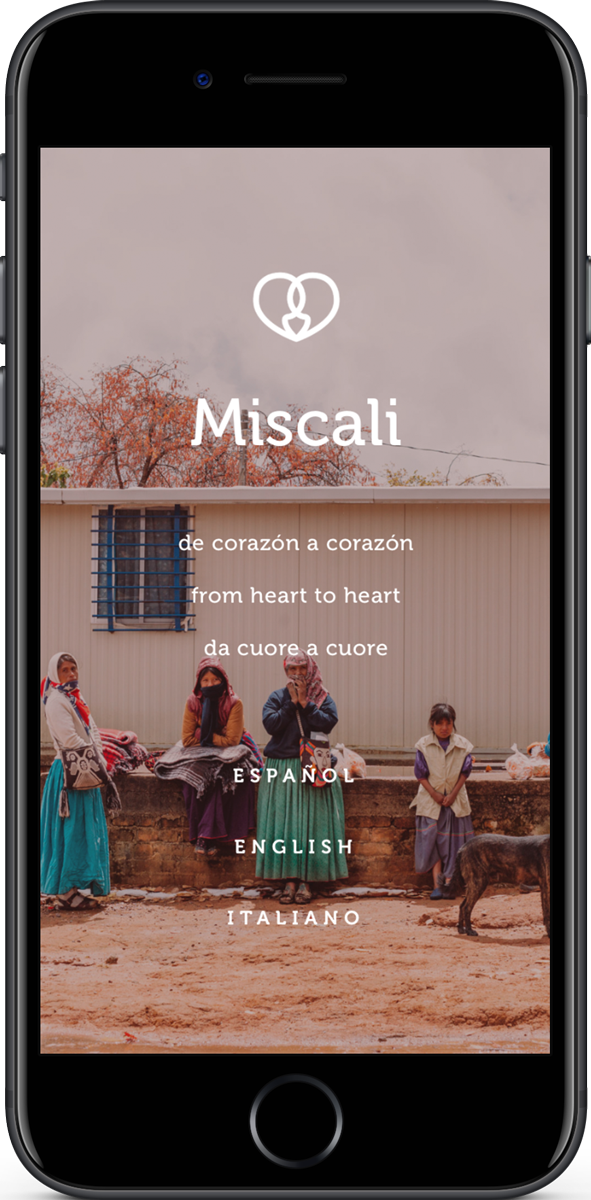 Miscali
de corazón a corazón
from heart to heart
da cuore a cuore
ESPAÑOL
ENGLISH
ITALIANO